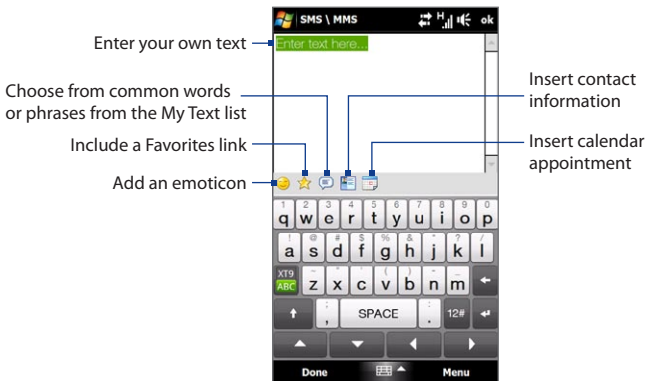 SMS \ MMS H ok
Enter your own text
Enter text here...
Choose from common words
or phrases from the My Text list
Insert contact
information
Include a Favorites link
Insert calendar
appointment
Add an emoticon
1 2 3 4 5 6 7 8 9 0
q w e r t y u i o p
! @ # $ % & * ? /
a s d f g h j k l
XT9
ABC z x c v b n m
, SPACE . 12#
Done Menu